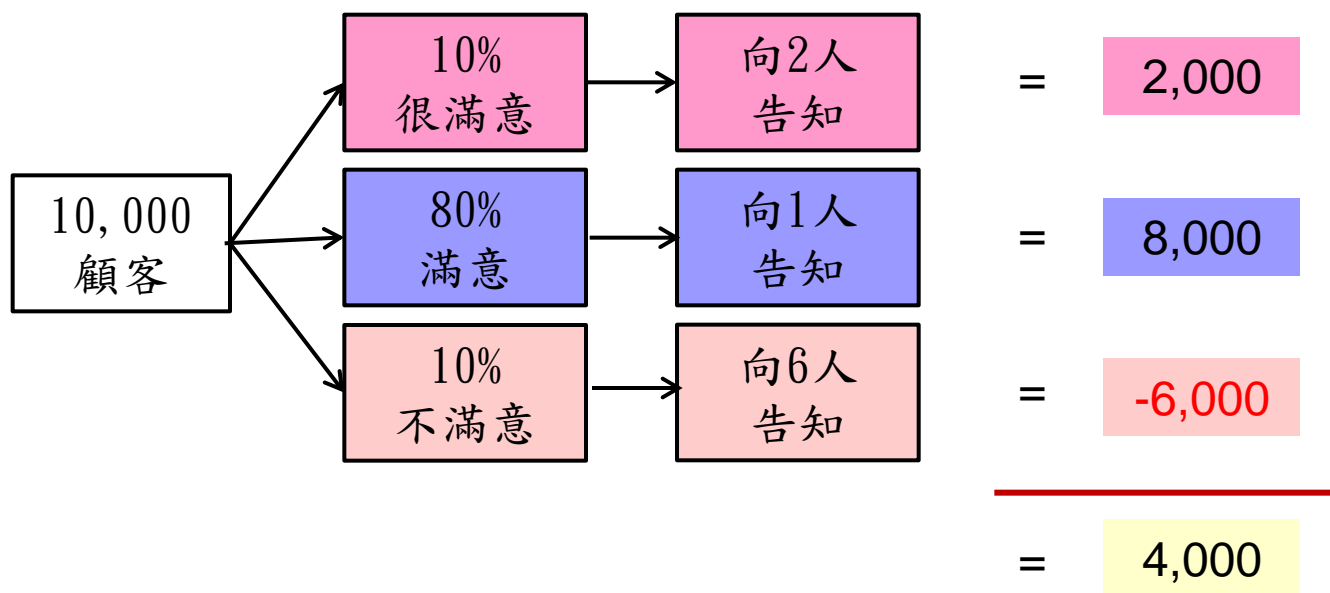 10%
很滿意
向2人
告知
=
2,000
10,000
顧客
80%
滿意
向1人
告知
=
8,000
10%
不滿意
向6人
告知
=
-6,000
=
4,000